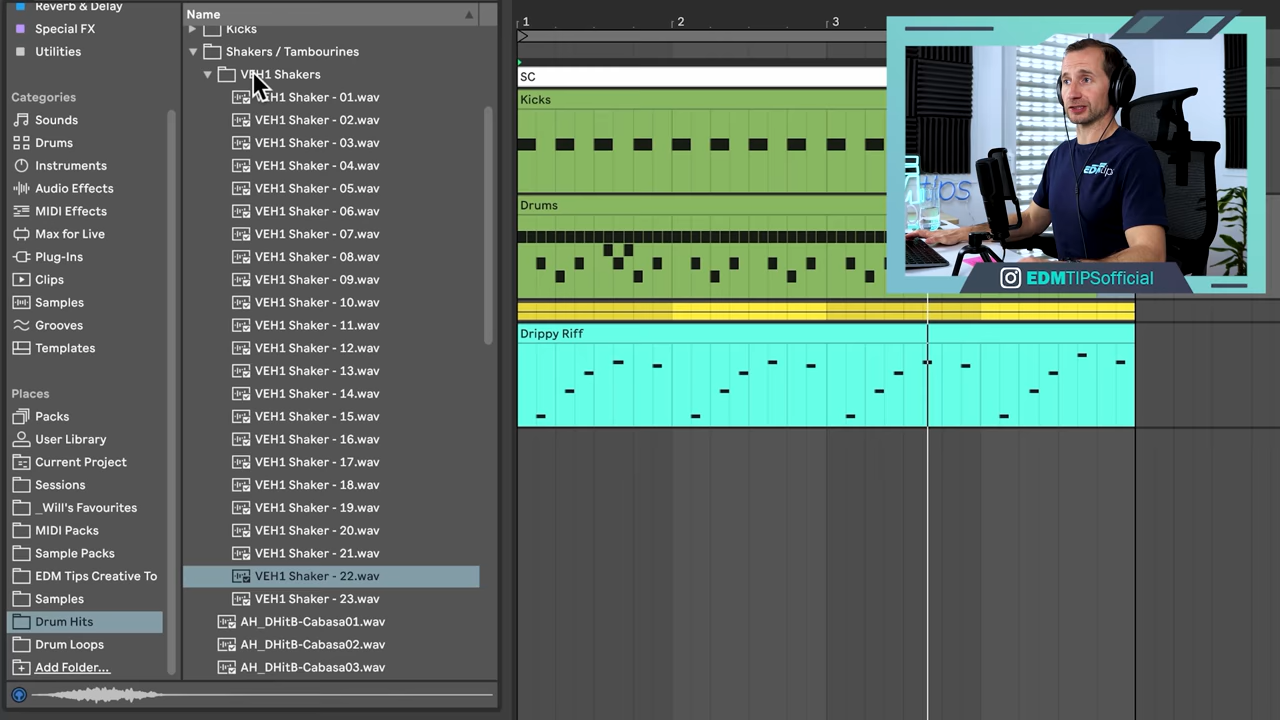 Reverb & Delay
Special FX
Utilities
Categories
Sounds
Drums
Instruments
Audio Effects
MIDI Effects
Max for Live
Plug-Ins
Clips
Samples
Grooves
Templates
Places
Packs
User Library
Current Project
Sessions
_Will's Favourites
MIDI Packs
Sample Packs
EDM Tips Creative To
Samples
Drum Hits
Drum Loops
Add Folder...
Name
Kicks
Shakers / Tambourines
VEH1 Shakers
VEH1 Shaker - 01.wav
VEH1 Shaker - 02.wav
VEH1 Shaker - 03.wav
VEH1 Shaker - 04.wav
VEH1 Shaker - 05.wav
VEH1 Shaker - 06.wav
VEH1 Shaker - 07.wav
VEH1 Shaker - 08.wav
VEH1 Shaker - 09.wav
VEH1 Shaker - 10.wav
VEH1 Shaker - 11.wav
VEH1 Shaker - 12.wav
VEH1 Shaker - 13.wav
VEH1 Shaker - 14.wav
VEH1 Shaker - 15.wav
VEH1 Shaker - 16.wav
VEH1 Shaker - 17.wav
VEH1 Shaker - 18.wav
VEH1 Shaker - 19.wav
VEH1 Shaker - 20.wav
VEH1 Shaker - 21.wav
VEH1 Shaker - 22.wav
VEH1 Shaker - 23.wav
AH_DHitB-Cabasa01.wav
AH_DHitB-Cabasa02.wav
AH_DHitB-Cabasa03.wav
1 2 3
SC
Kicks
Drums
Drippy Riff
tips
EDMtips
EDMTIPSofficial